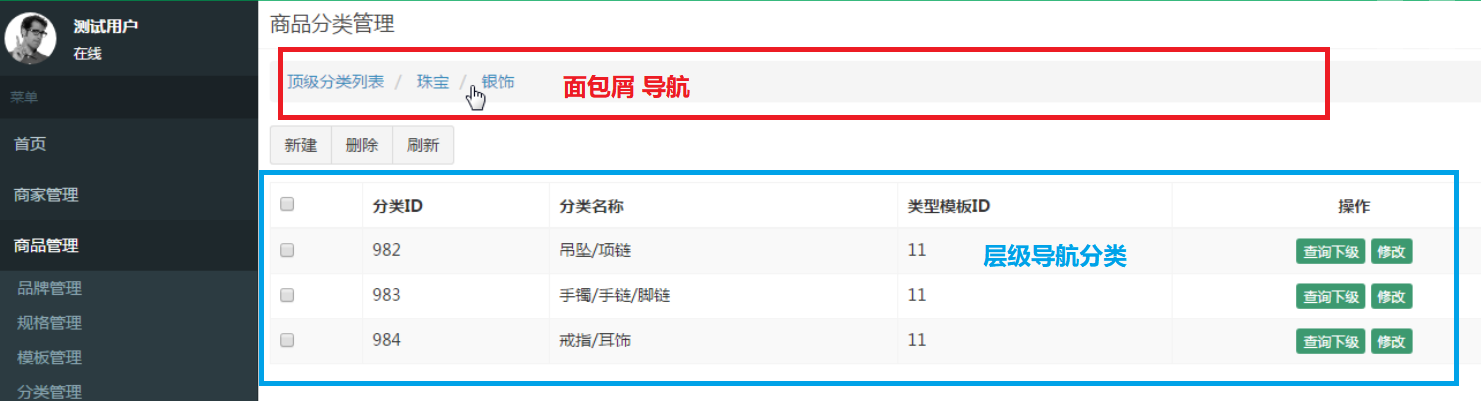 测试用户
在线
菜单
首页
商家管理
商品管理
品牌管理
规格管理
模板管理
分类管理
商品分类管理
顶级分类列表 / 珠宝 / 银饰 面包屑 导航
新建 删除 刷新
分类ID 分类名称 类型模板ID 操作
982 吊坠/项链 11 查询下级 修改
层级导航分类
983 手镯/手链/脚链 11 查询下级 修改
984 戒指/耳饰 11 查询下级 修改